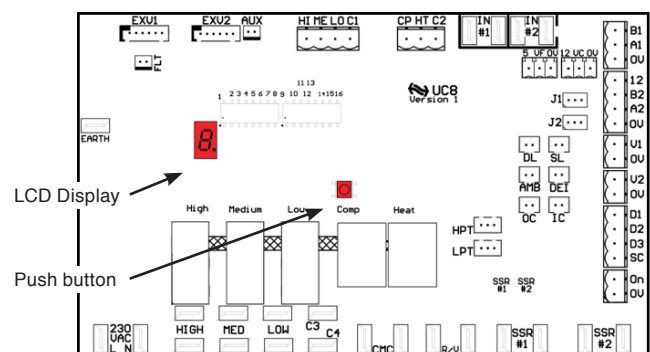 EXV1 EXV2 AUX HI ME LO C1 CP HT C2 IN #1 IN #2
FLT
5 VF 0V 12 VC 0V
B1
A1
0V
11 13
1 2 3 4 5 6 7 8 9 10 12 14 15 16
UC8
Version 1
12
B2
A2
0V
J1
J2
EARTH
8.
V1
0V
DL SL
V2
0V
AMB DEI
OC IC
LCD Display
High Medium Low Comp Heat
D1
D2
D3
SC
HPT
LPT
Push button
SSR #1 SSR #2
On
0V
230 VAC
L N
HIGH MED LOW C3 C4
CMC R/V SSR #1 SSR #2